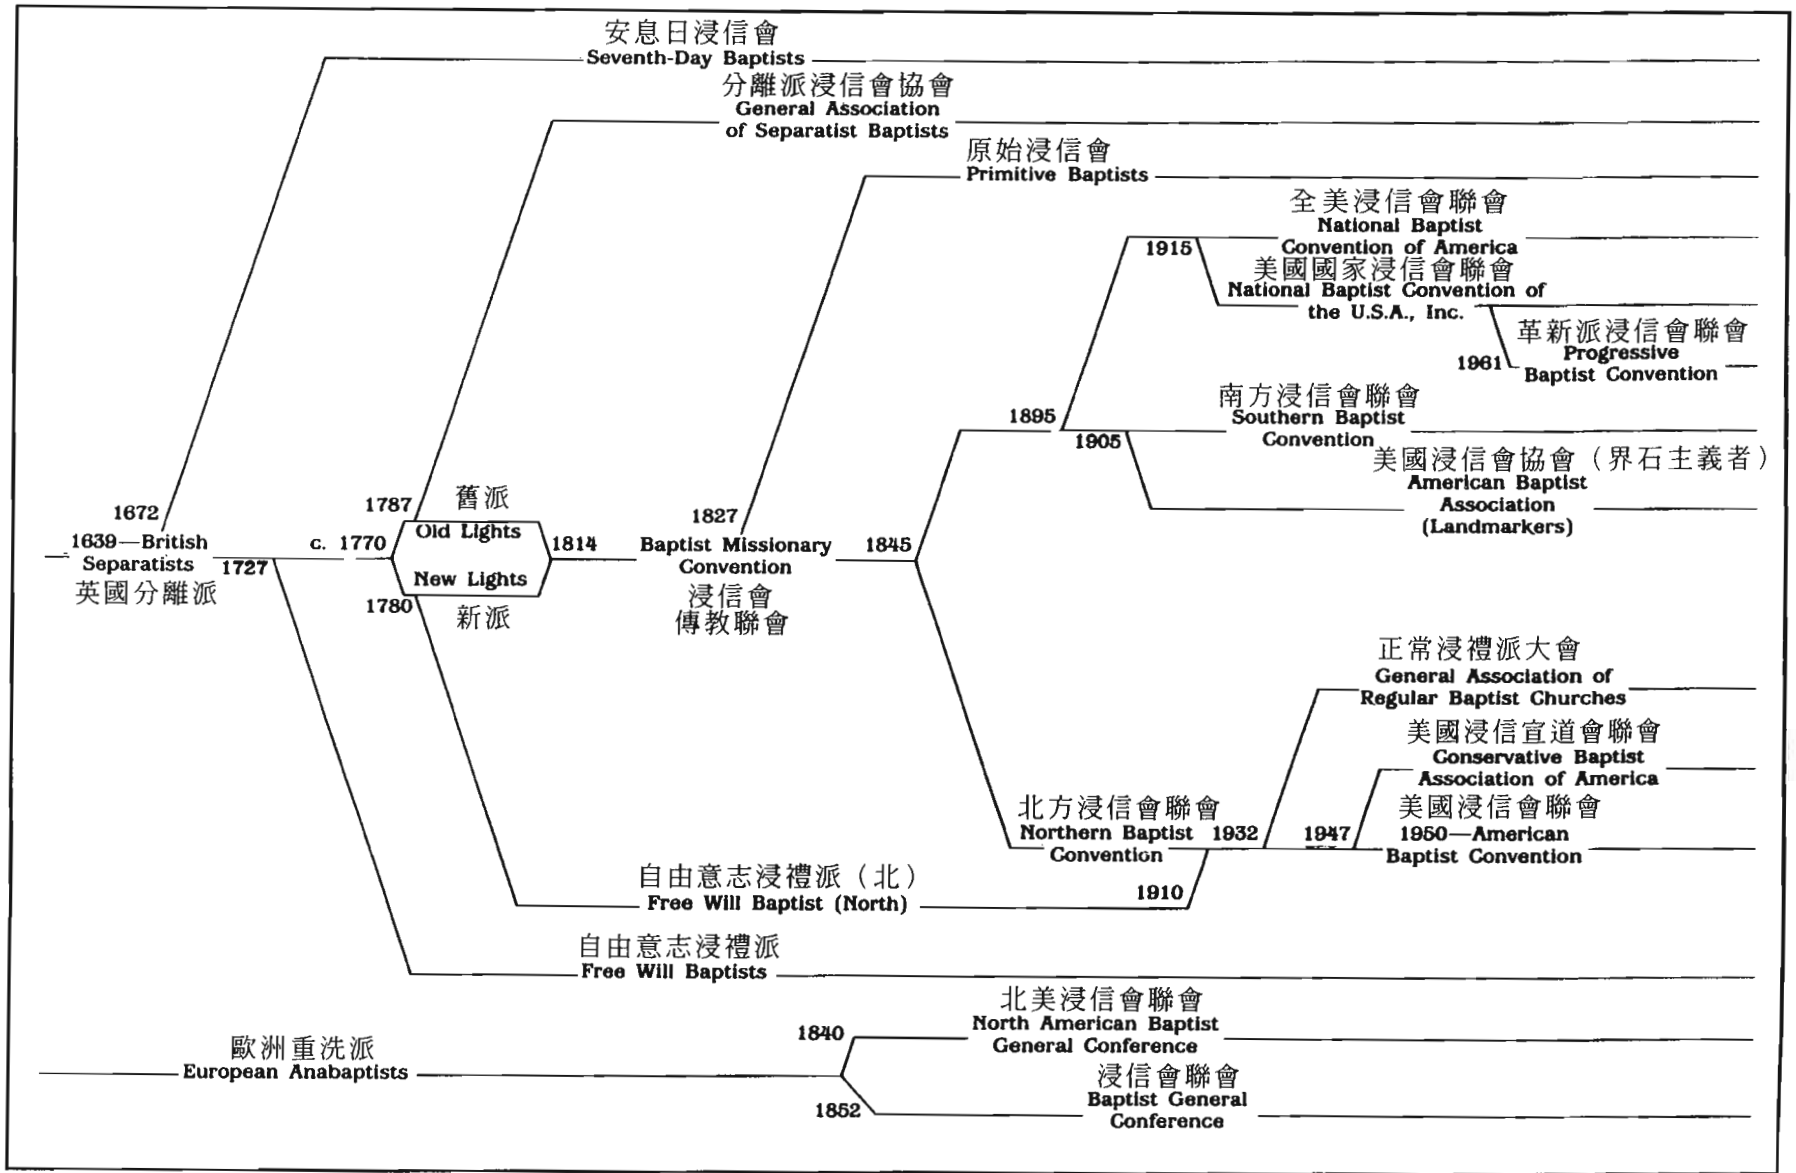 安息日浸信會
Seventh-Day Baptists
分離派浸信會協會
General Association
of Separatist Baptists
原始浸信會
Primitive Baptists
全美浸信會聯會
National Baptist
Convention of America
1915
美國國家浸信會聯會
National Baptist Convention of
the U.S.A., Inc.
革新派浸信會聯會
Progressive
Baptist Convention
1961
南方浸信會聯會
Southern Baptist
Convention
1895
1905
美國浸信會協會（界石主義者）
American Baptist
Association
(Landmarkers)
1672
1639—British
Separatists
英國分離派
1727
c. 1770
1787
舊派
Old Lights
New Lights
1780
新派
1814
1827
Baptist Missionary
Convention
浸信會
傳教聯會
1845
正常浸禮派大會
General Association of
Regular Baptist Churches
美國浸信宣道會聯會
Conservative Baptist
Association of America
北方浸信會聯會
Northern Baptist
Convention
1932
1947
美國浸信會聯會
1950—American
Baptist Convention
自由意志浸禮派（北）
Free Will Baptist (North)
1910
自由意志浸禮派
Free Will Baptists
北美浸信會聯會
North American Baptist
General Conference
1840
歐洲重洗派
European Anabaptists
浸信會聯會
Baptist General
Conference
1852